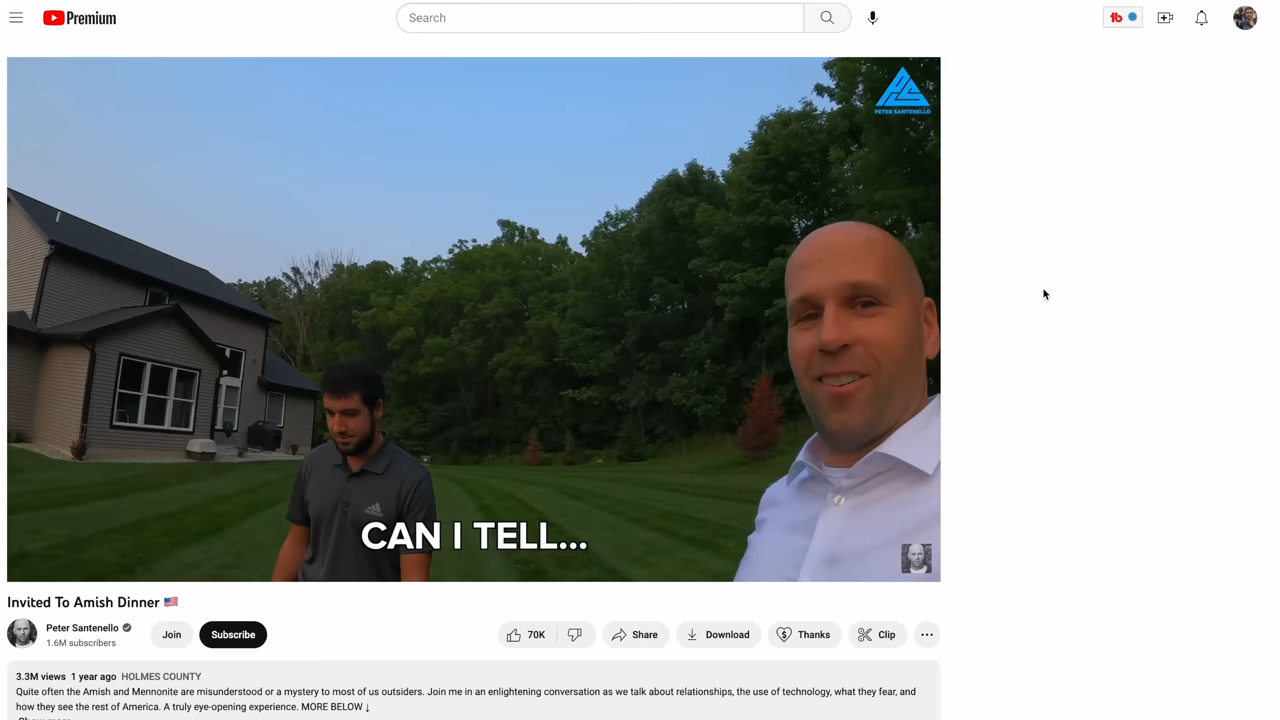 Premium
Search
tb
PETER SANTENELLO
CAN I TELL...
Invited To Amish Dinner 🇺🇸
Peter Santenello
1.6M subscribers
Join
Subscribe
70K
Share
Download
Thanks
Clip
3.3M views 1 year ago HOLMES COUNTY
Quite often the Amish and Mennonite are misunderstood or a mystery to most of us outsiders. Join me in an enlightening conversation as we talk about relationships, the use of technology, what they fear, and
how they see the rest of America. A truly eye-opening experience. MORE BELOW ↓
Show more